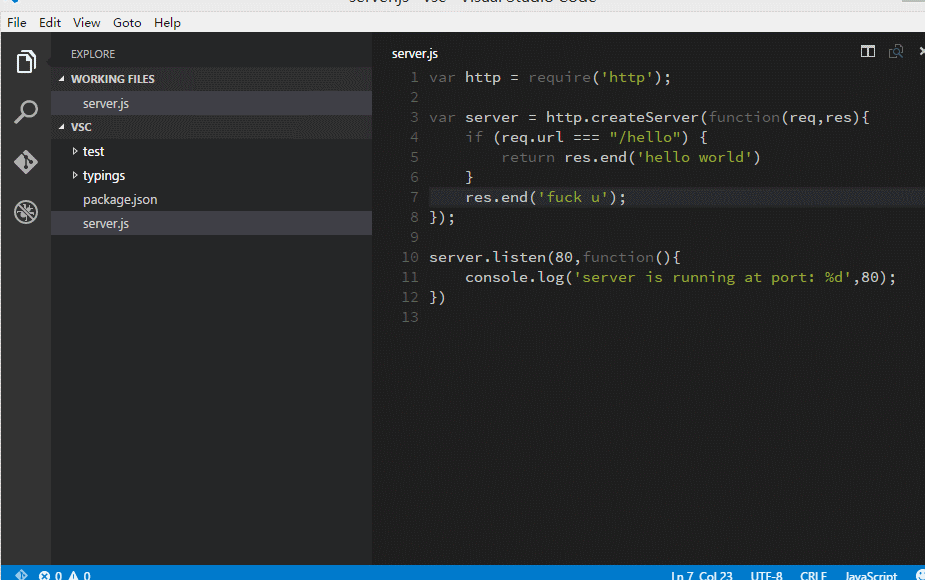 server.js - vsc - Visual Studio Code
File Edit View Goto Help
EXPLORE
WORKING FILES
server.js
VSC
test
typings
package.json
server.js
server.js
1 var http = require('http');
2
3 var server = http.createServer(function(req,res){
4 if (req.url === "/hello") {
5 return res.end('hello world')
6 }
7 res.end('fuck u');
8 });
9
10 server.listen(80,function(){
11 console.log('server is running at port: %d',80);
12 })
13
0 0 Ln 7, Col 23 UTF-8 CRLF JavaScript